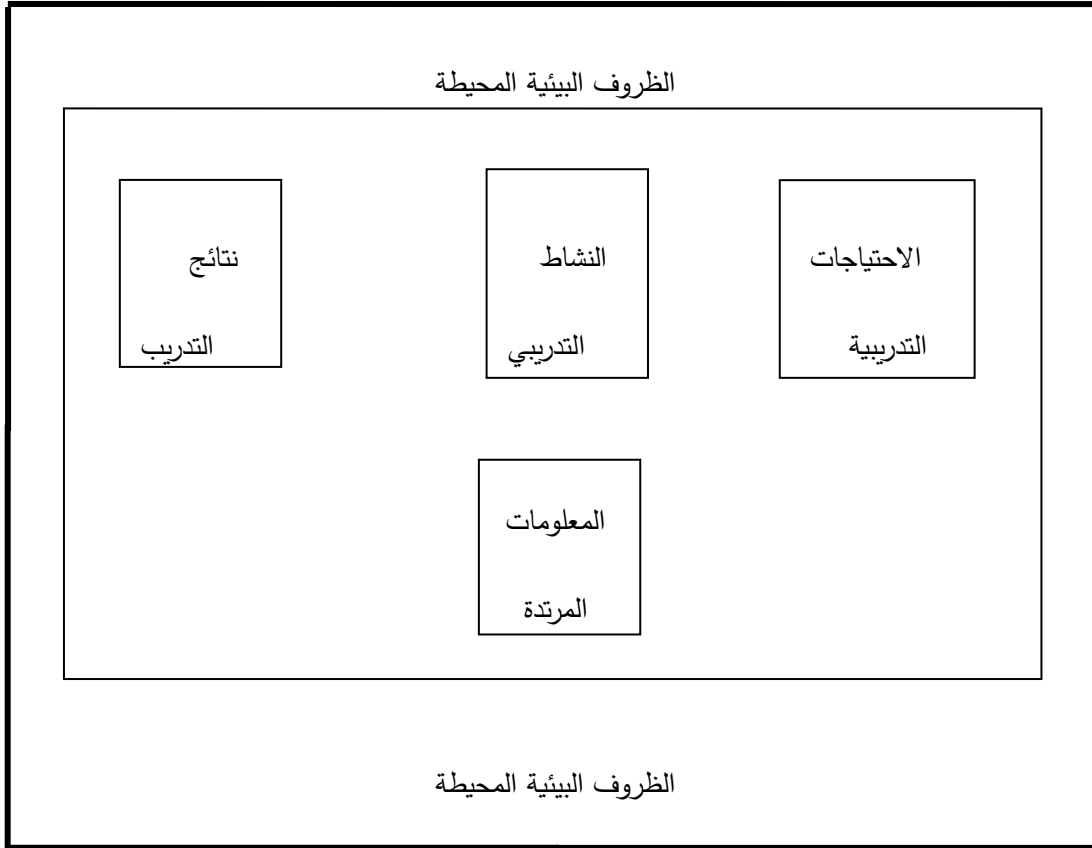 الظروف البيئية المحيطة
الاحتياجات
التدريبية
النشاط
التدريبي
نتائج
التدريب
المعلومات
المرتدة
الظروف البيئية المحيطة